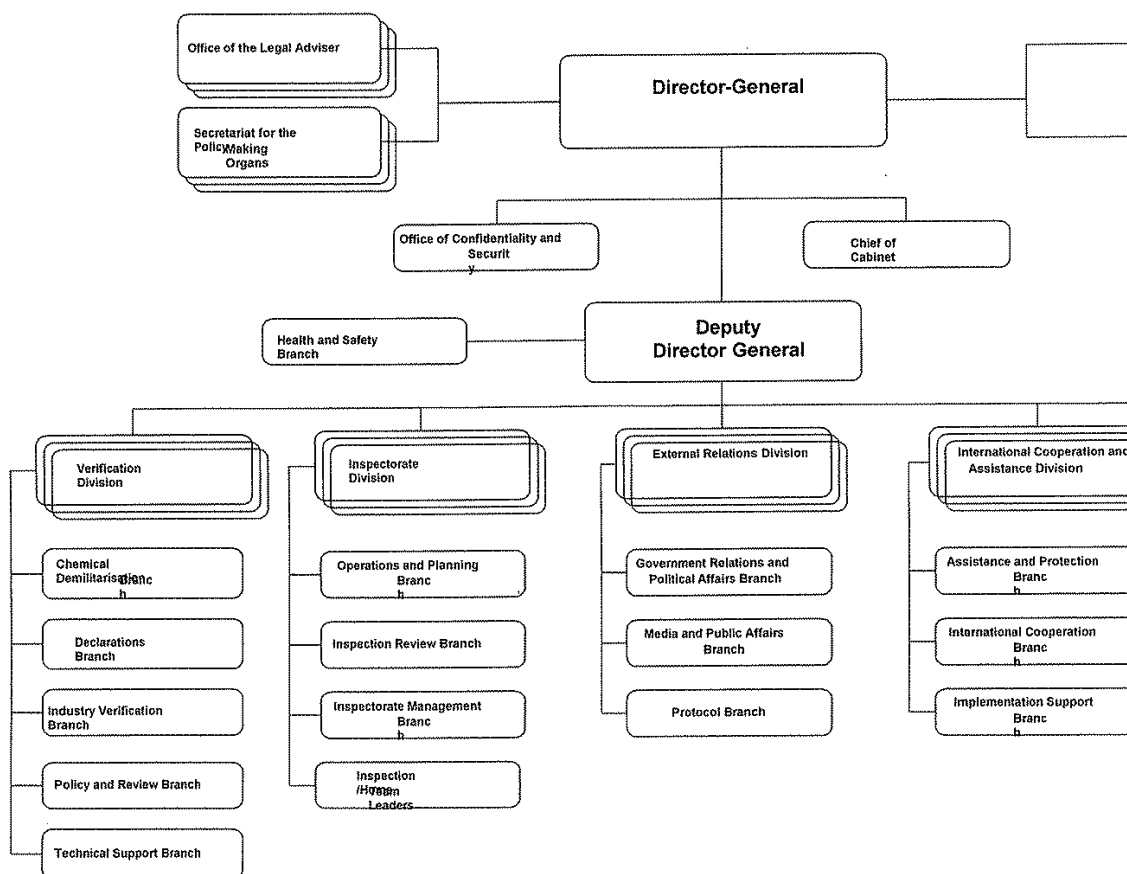 Office of the Legal Adviser
Director-General
Secretariat for the
Policy
Making
Organs
Office of Confidentiality and
Securit
y
Chief of
Cabinet
Health and Safety
Branch
Deputy
Director General
Verification
Division
Inspectorate
Division
External Relations Division
International Cooperation and
Assistance Division
Chemical
Demilitarisation
Branc
h
Declarations
Branch
Industry Verification
Branch
Policy and Review Branch
Technical Support Branch
Operations and Planning
Branc
h
Inspection Review Branch
Inspectorate Management
Branc
h
Inspection
/Home
Team
Leaders
Government Relations and
Political Affairs Branch
Media and Public Affairs
Branch
Protocol Branch
Assistance and Protection
Branc
h
International Cooperation
Branc
h
Implementation Support
Branc
h